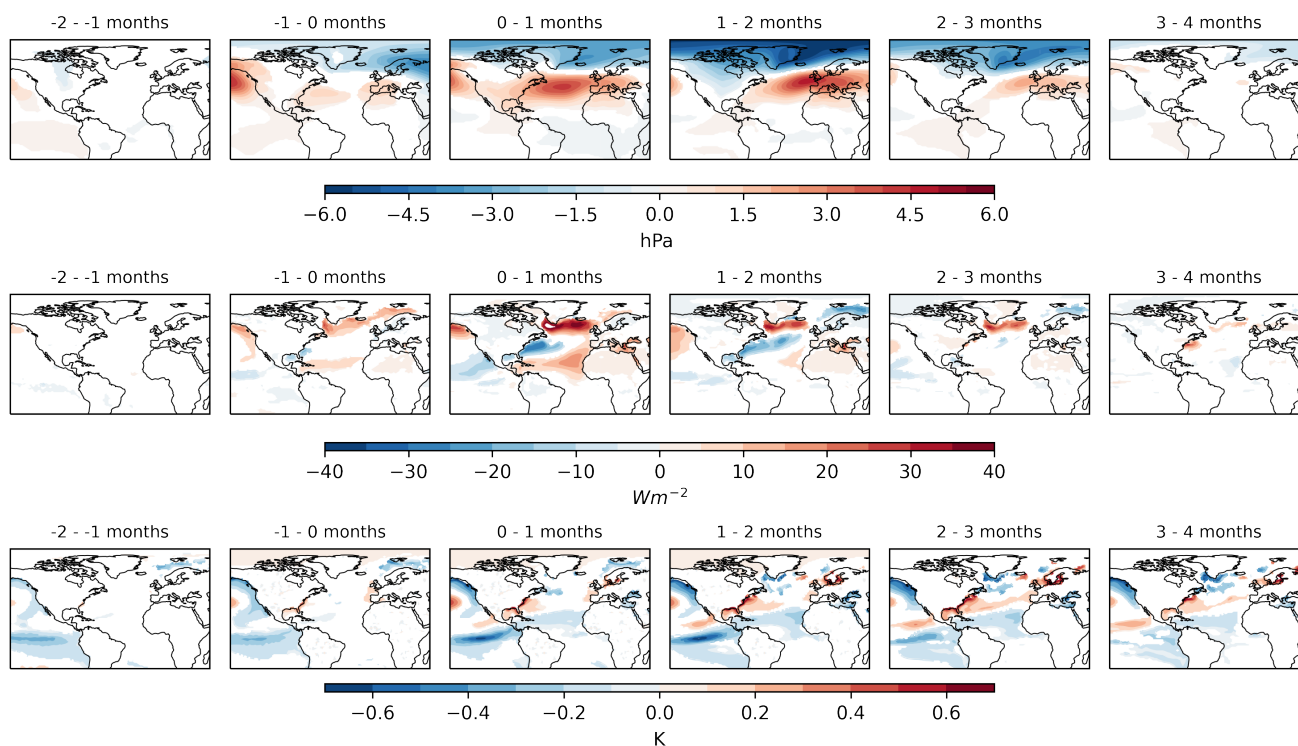 -2 - -1 months -1 - 0 months 0 - 1 months 1 - 2 months 2 - 3 months 3 - 4 months
−6.0 −4.5 −3.0 −1.5 0.0 1.5 3.0 4.5 6.0
hPa
-2 - -1 months -1 - 0 months 0 - 1 months 1 - 2 months 2 - 3 months 3 - 4 months
−40 −30 −20 −10 0 10 20 30 40
Wm⁻²
-2 - -1 months -1 - 0 months 0 - 1 months 1 - 2 months 2 - 3 months 3 - 4 months
−0.6 −0.4 −0.2 0.0 0.2 0.4 0.6
K